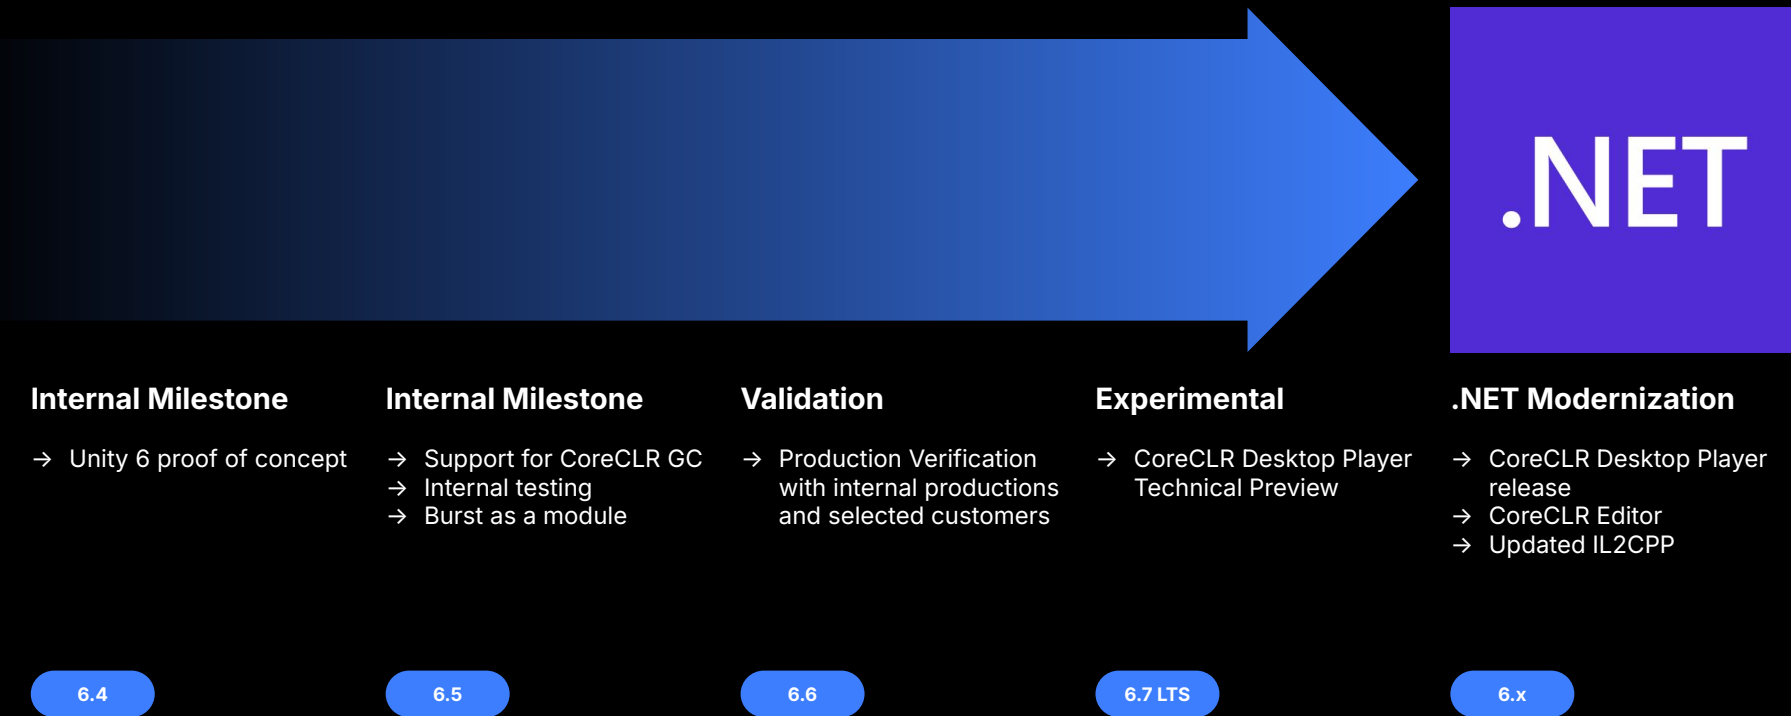 .NET
Internal Milestone
→ Unity 6 proof of concept
6.4
Internal Milestone
→ Support for CoreCLR GC
→ Internal testing
→ Burst as a module
6.5
Validation
→ Production Verification
with internal productions
and selected customers
6.6
Experimental
→ CoreCLR Desktop Player
Technical Preview
6.7 LTS
.NET Modernization
→ CoreCLR Desktop Player
release
→ CoreCLR Editor
→ Updated IL2CPP
6.x